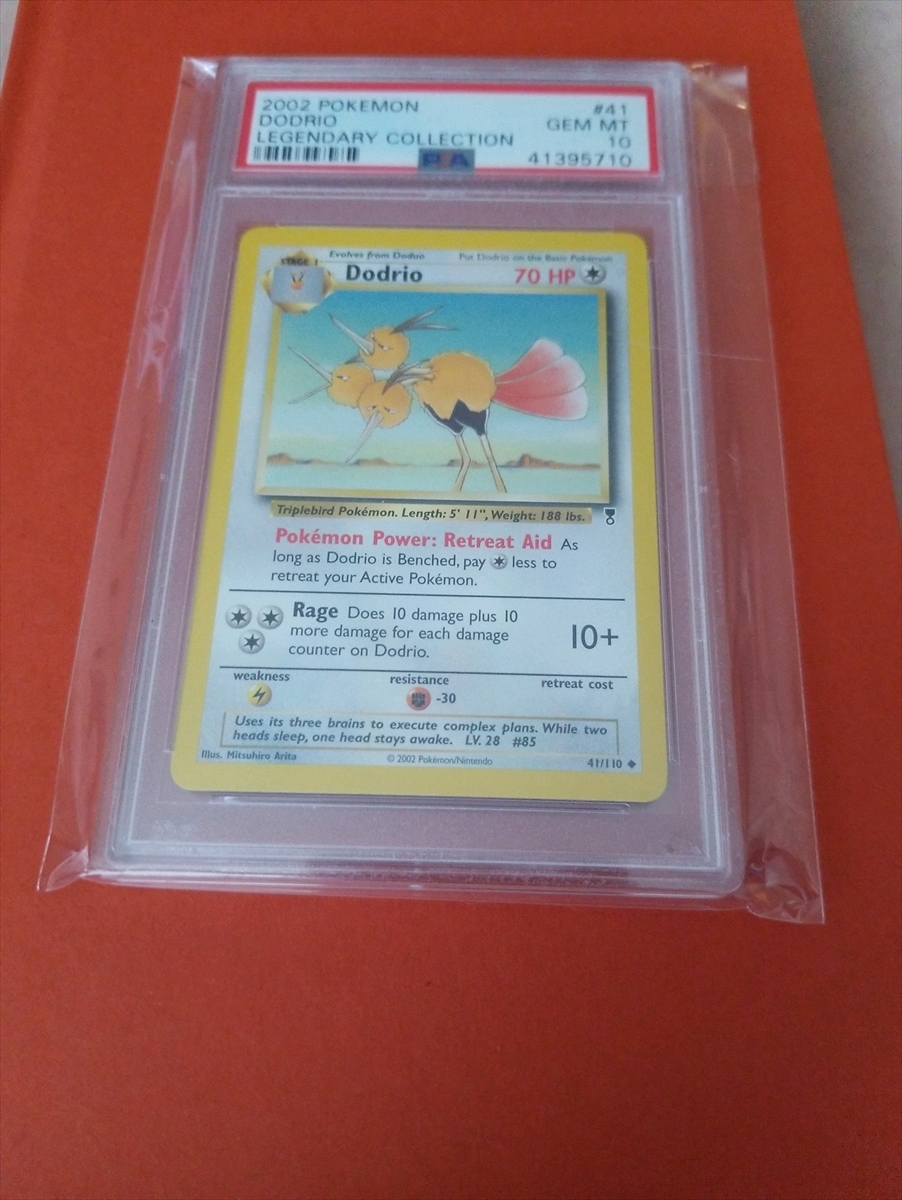 2002 POKEMON #41
DODRIO GEM MT
LEGENDARY COLLECTION 10
PSA 41395710
STAGE 1 Evolves from Doduo Put Dodrio on the Basic Pokémon
Dodrio 70 HP
Triplebird Pokémon. Length: 5' 11", Weight: 188 lbs.
Pokémon Power: Retreat Aid As
long as Dodrio is Benched, pay less to
retreat your Active Pokémon.
Rage Does 10 damage plus 10
more damage for each damage
counter on Dodrio.
10+
weakness resistance retreat cost
-30
Uses its three brains to execute complex plans. While two
heads sleep, one head stays awake. LV. 28 #85
Illus. Mitsuhiro Arita © 2002 Pokémon/Nintendo 41/110